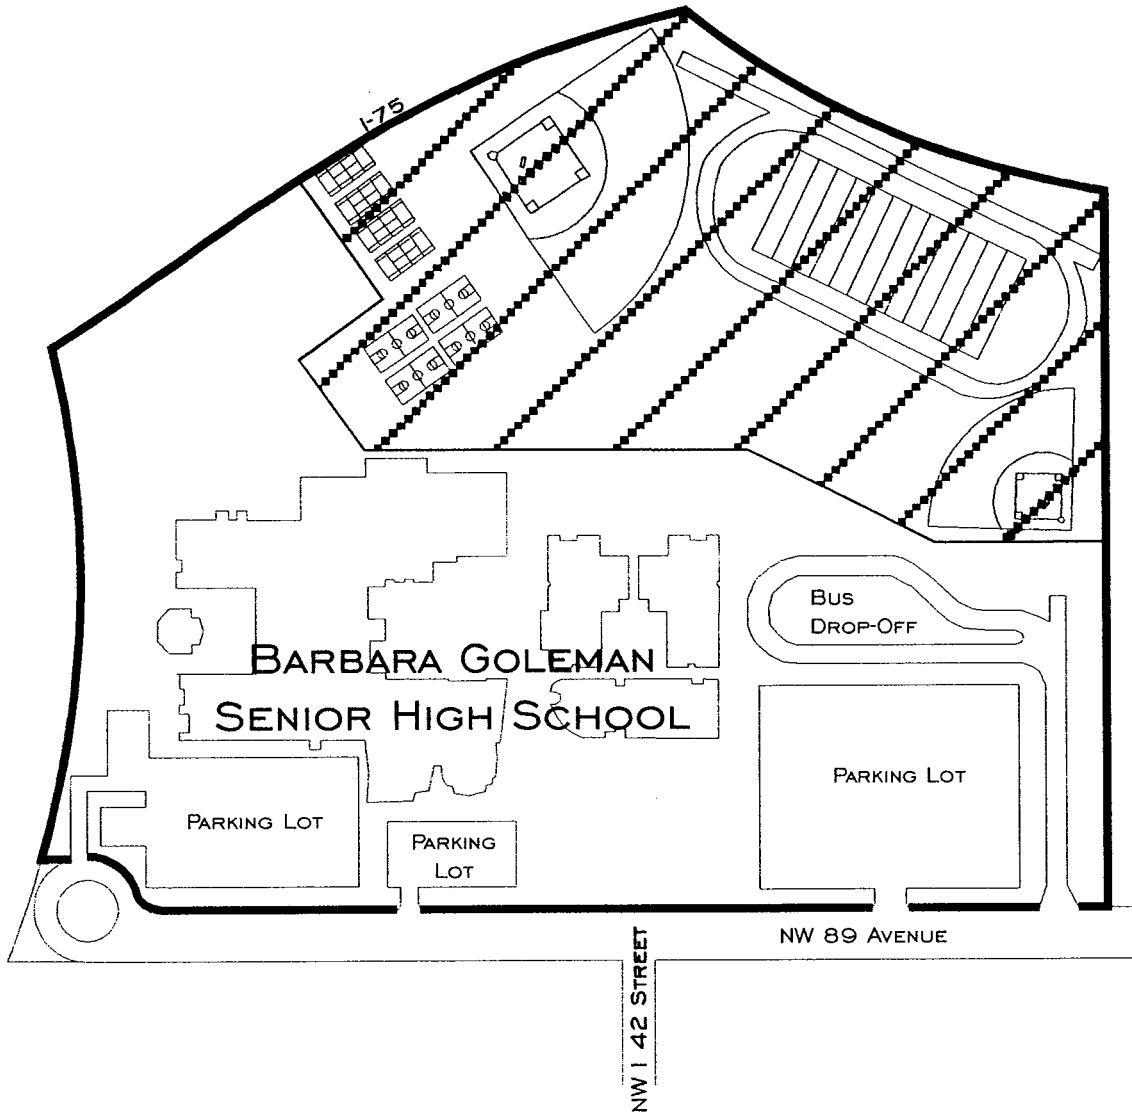 I-75
BUS
DROP-OFF
BARBARA GOLEMAN
SENIOR HIGH SCHOOL
PARKING LOT
PARKING LOT
PARKING
LOT
NW 89 AVENUE
NW 142 STREET